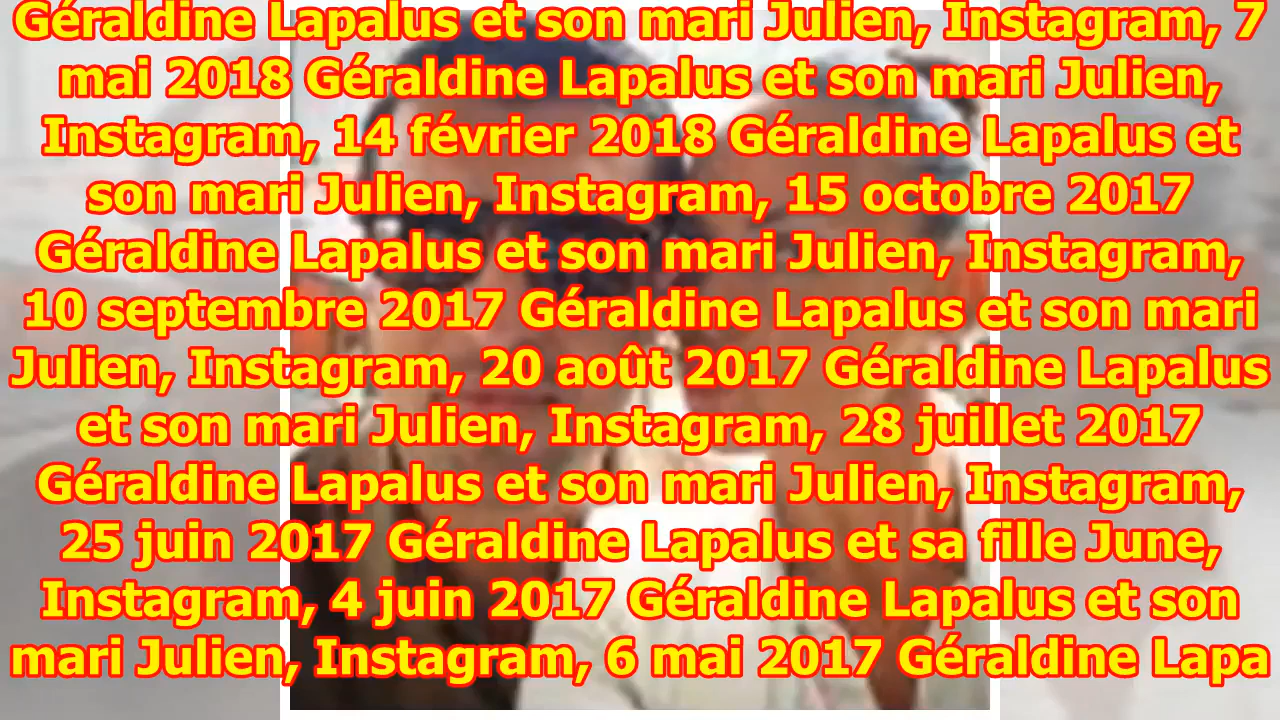 Géraldine Lapalus et son mari Julien, Instagram, 7
mai 2018 Géraldine Lapalus et son mari Julien,
Instagram, 14 février 2018 Géraldine Lapalus et
son mari Julien, Instagram, 15 octobre 2017
Géraldine Lapalus et son mari Julien, Instagram,
10 septembre 2017 Géraldine Lapalus et son mari
Julien, Instagram, 20 août 2017 Géraldine Lapalus
et son mari Julien, Instagram, 28 juillet 2017
Géraldine Lapalus et son mari Julien, Instagram,
25 juin 2017 Géraldine Lapalus et sa fille June,
Instagram, 4 juin 2017 Géraldine Lapalus et son
mari Julien, Instagram, 6 mai 2017 Géraldine Lapa